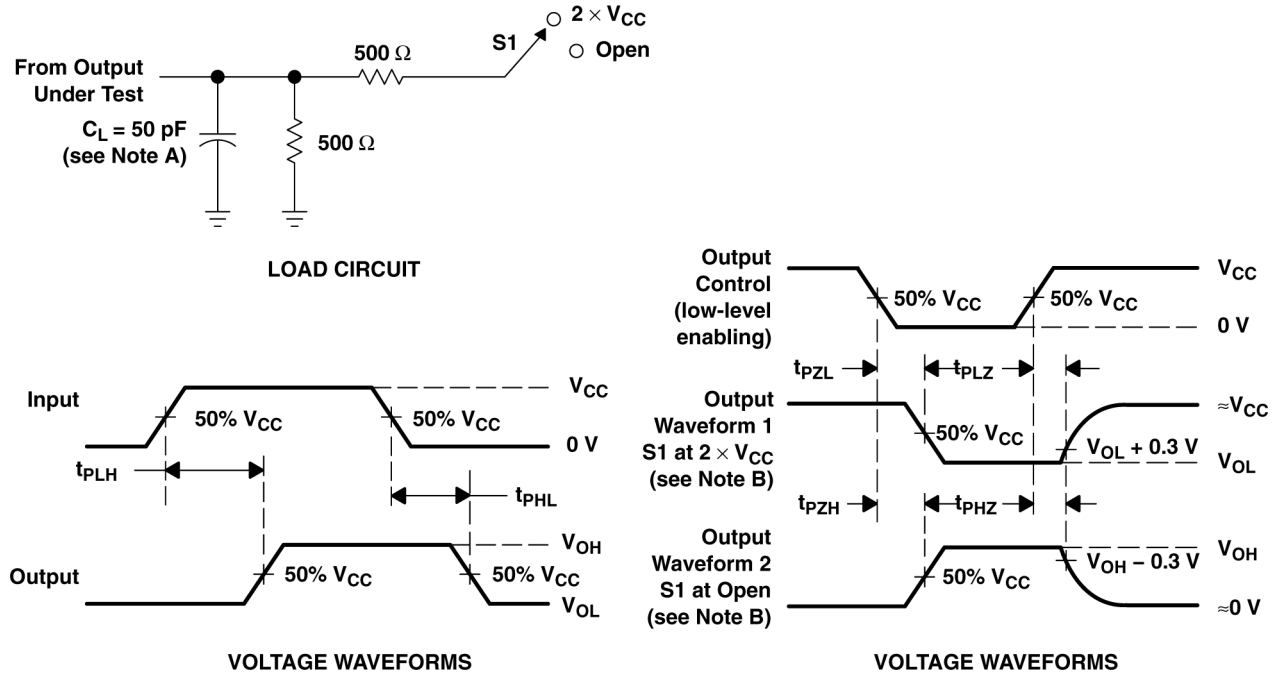 2 × VCC
S1
Open
500 Ω
From Output
Under Test
CL = 50 pF
(see Note A)
500 Ω
LOAD CIRCUIT
Input
VCC
50% VCC
50% VCC
0 V
tPLH
tPHL
Output
VOH
50% VCC
50% VCC
VOL
VOLTAGE WAVEFORMS
Output
Control
(low-level
enabling)
VCC
50% VCC
50% VCC
0 V
tPZL
tPLZ
Output
Waveform 1
S1 at 2 × VCC
(see Note B)
≈VCC
50% VCC
VOL + 0.3 V
VOL
tPZH
tPHZ
Output
Waveform 2
S1 at Open
(see Note B)
VOH
VOH − 0.3 V
50% VCC
≈0 V
VOLTAGE WAVEFORMS